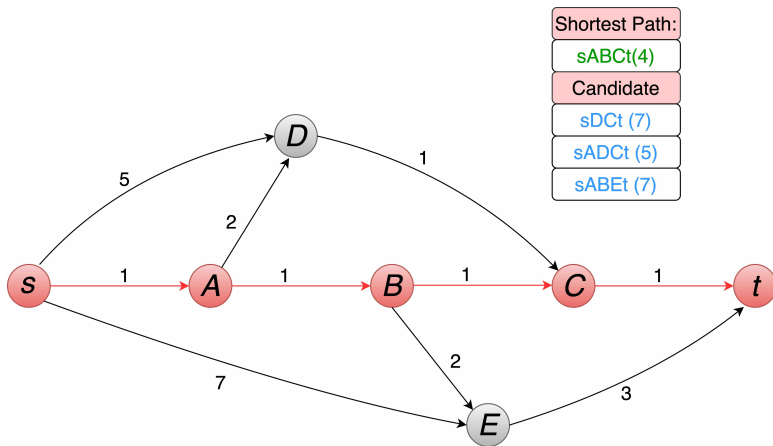 Shortest Path:
sABCt(4)
Candidate
sDCt (7)
sADCt (5)
sABEt (7)
D
5
1
2
s
1
A
1
B
1
C
1
t
2
7
3
E